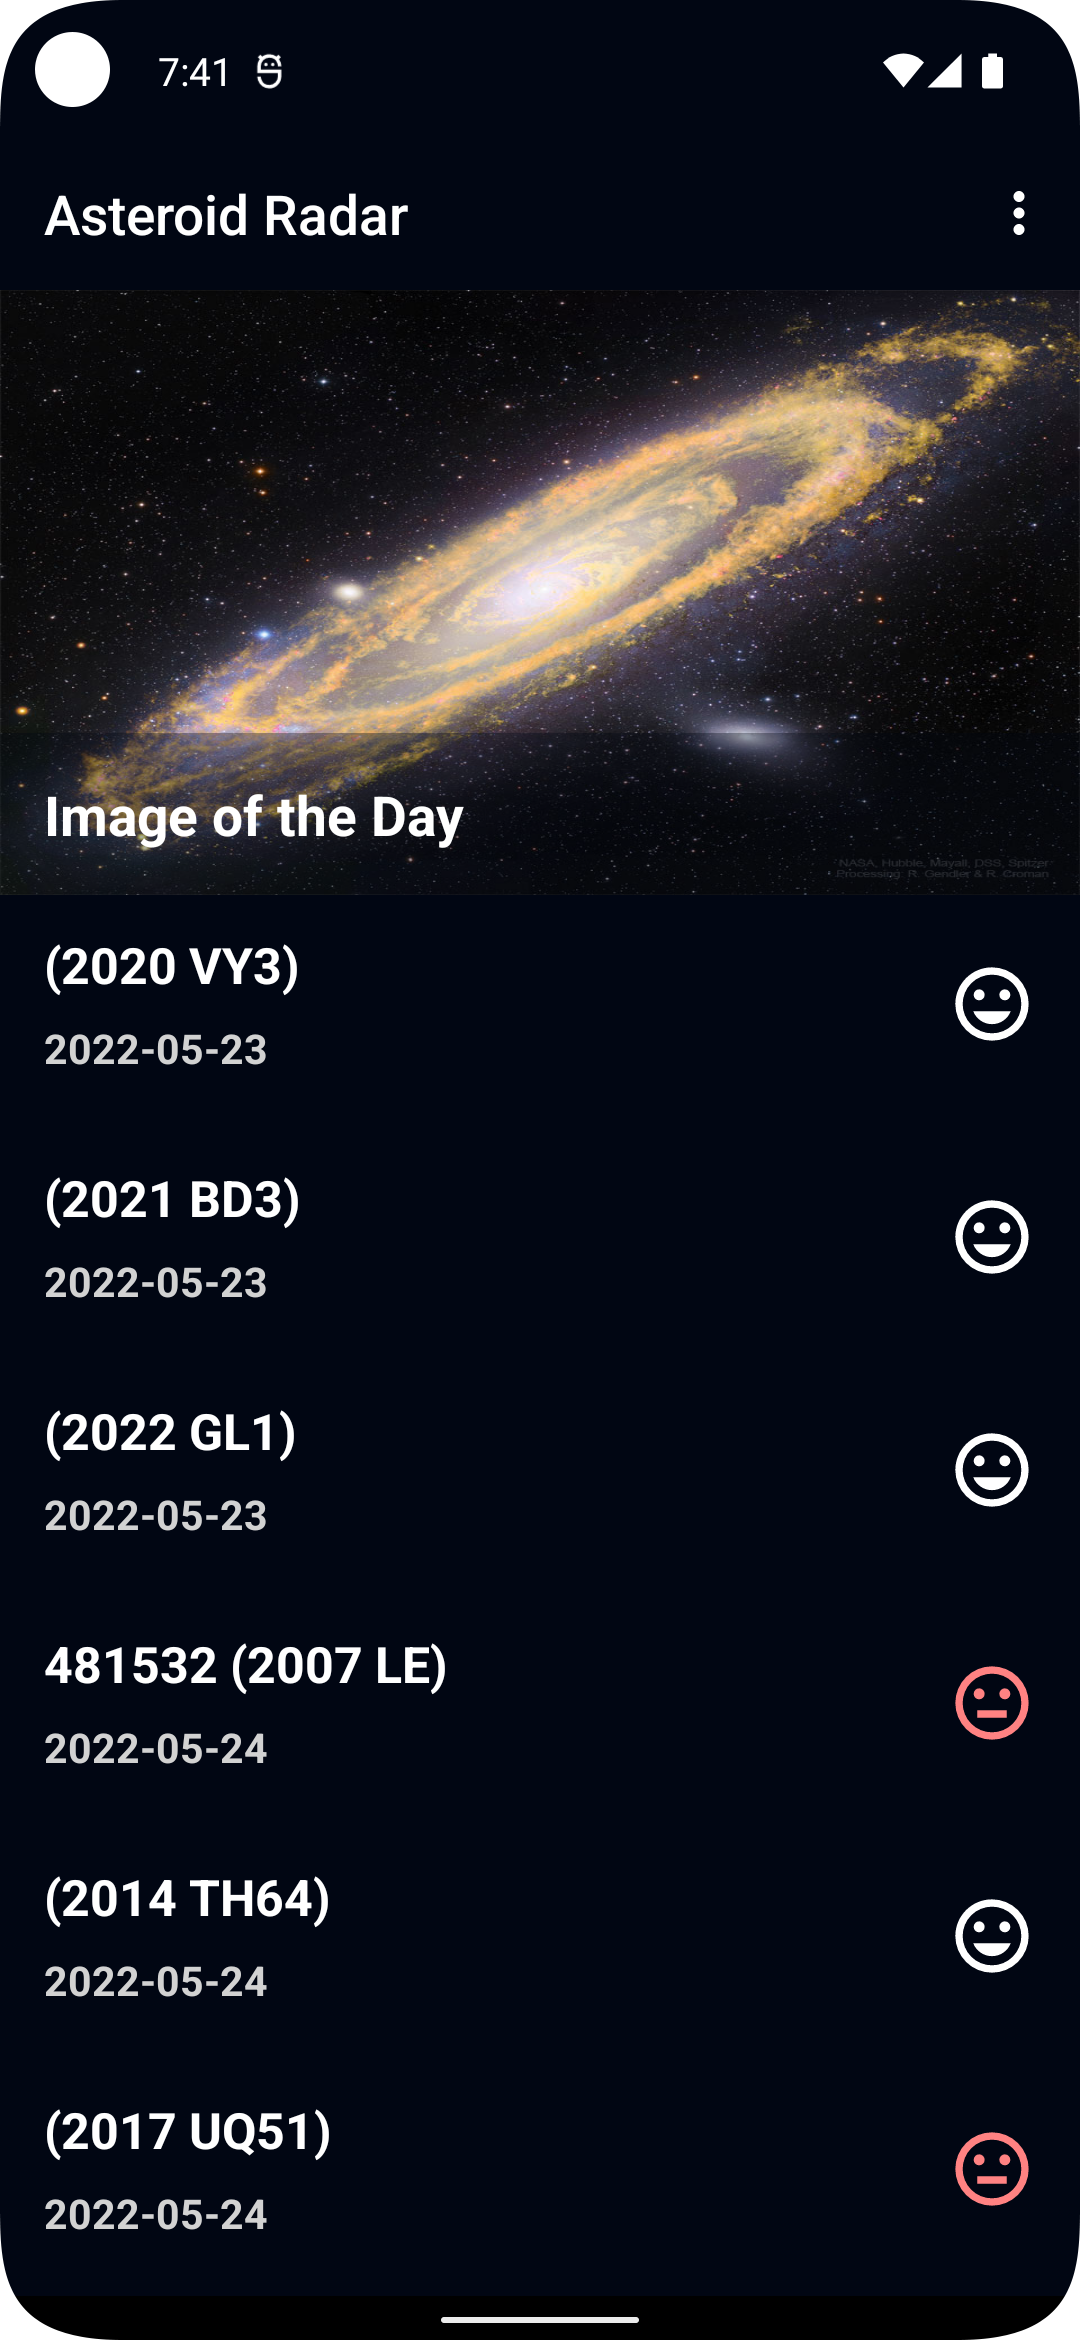 7:41
Asteroid Radar
Image of the Day
NASA, Hubble, Mayall, DSS, Spitzer
Processing: R. Gendler & R. Croman
(2020 VY3)
2022-05-23
(2021 BD3)
2022-05-23
(2022 GL1)
2022-05-23
481532 (2007 LE)
2022-05-24
(2014 TH64)
2022-05-24
(2017 UQ51)
2022-05-24